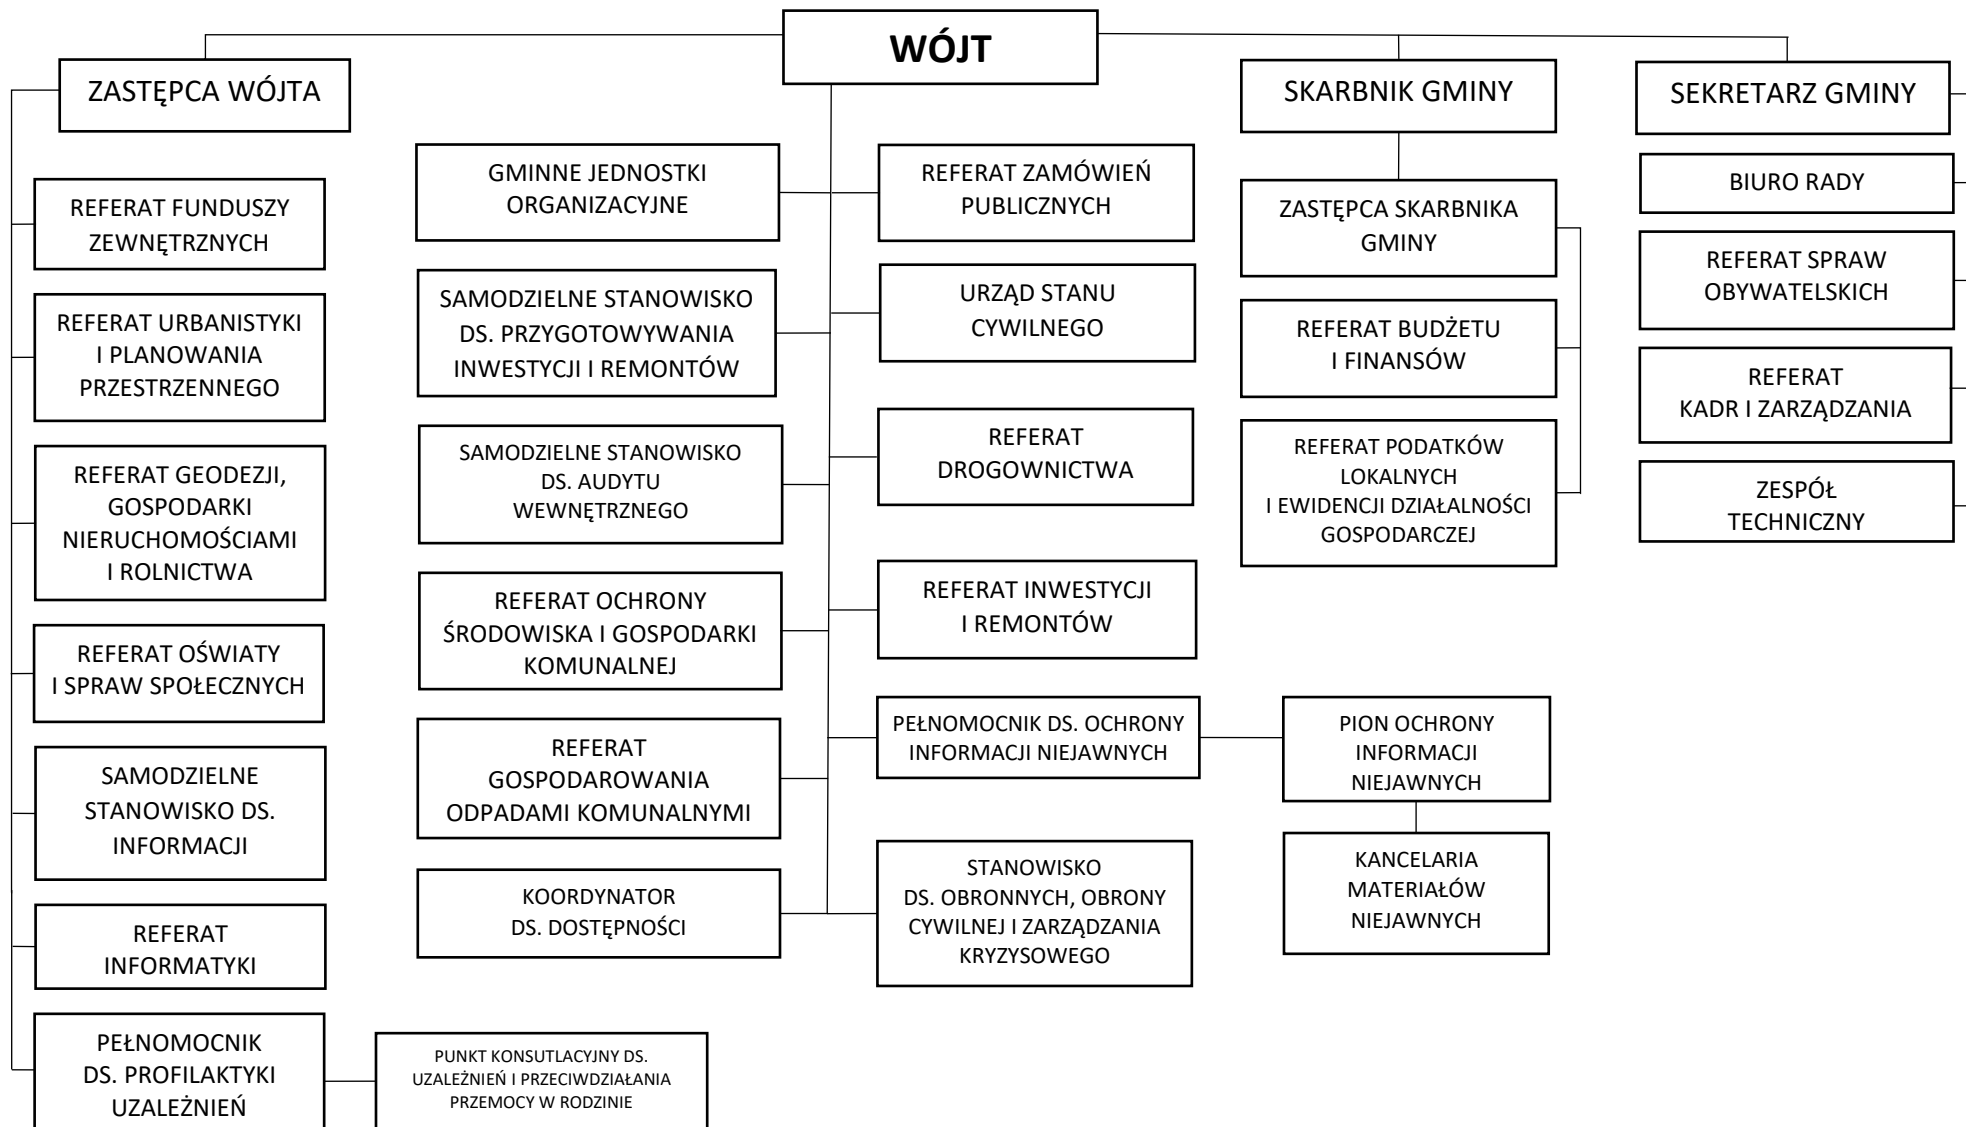 WÓJT
ZASTĘPCA WÓJTA
SKARBNIK GMINY
SEKRETARZ GMINY
REFERAT FUNDUSZY
ZEWNĘTRZNYCH
REFERAT URBANISTYKI
I PLANOWANIA
PRZESTRZENNEGO
REFERAT GEODEZJI,
GOSPODARKI
NIERUCHOMOŚCIAMI
I ROLNICTWA
REFERAT OŚWIATY
I SPRAW SPOŁECZNYCH
SAMODZIELNE
STANOWISKO DS.
INFORMACJI
REFERAT
INFORMATYKI
PEŁNOMOCNIK
DS. PROFILAKTYKI
UZALEŻNIEŃ
PUNKT KONSUTLACYJNY DS.
UZALEŻNIEŃ I PRZECIWDZIAŁANIA
PRZEMOCY W RODZINIE
GMINNE JEDNOSTKI
ORGANIZACYJNE
SAMODZIELNE STANOWISKO
DS. PRZYGOTOWYWANIA
INWESTYCJI I REMONTÓW
SAMODZIELNE STANOWISKO
DS. AUDYTU
WEWNĘTRZNEGO
REFERAT OCHRONY
ŚRODOWISKA I GOSPODARKI
KOMUNALNEJ
REFERAT
GOSPODAROWANIA
ODPADAMI KOMUNALNYMI
KOORDYNATOR
DS. DOSTĘPNOŚCI
REFERAT ZAMÓWIEŃ
PUBLICZNYCH
URZĄD STANU
CYWILNEGO
REFERAT
DROGOWNICTWA
REFERAT INWESTYCJI
I REMONTÓW
PEŁNOMOCNIK DS. OCHRONY
INFORMACJI NIEJAWNYCH
STANOWISKO
DS. OBRONNYCH, OBRONY
CYWILNEJ I ZARZĄDZANIA
KRYZYSOWEGO
PION OCHRONY
INFORMACJI
NIEJAWNYCH
KANCELARIA
MATERIAŁÓW
NIEJAWNYCH
ZASTĘPCA SKARBNIKA
GMINY
REFERAT BUDŻETU
I FINANSÓW
REFERAT PODATKÓW
LOKALNYCH
I EWIDENCJI DZIAŁALNOŚCI
GOSPODARCZEJ
BIURO RADY
REFERAT SPRAW
OBYWATELSKICH
REFERAT
KADR I ZARZĄDZANIA
ZESPÓŁ
TECHNICZNY